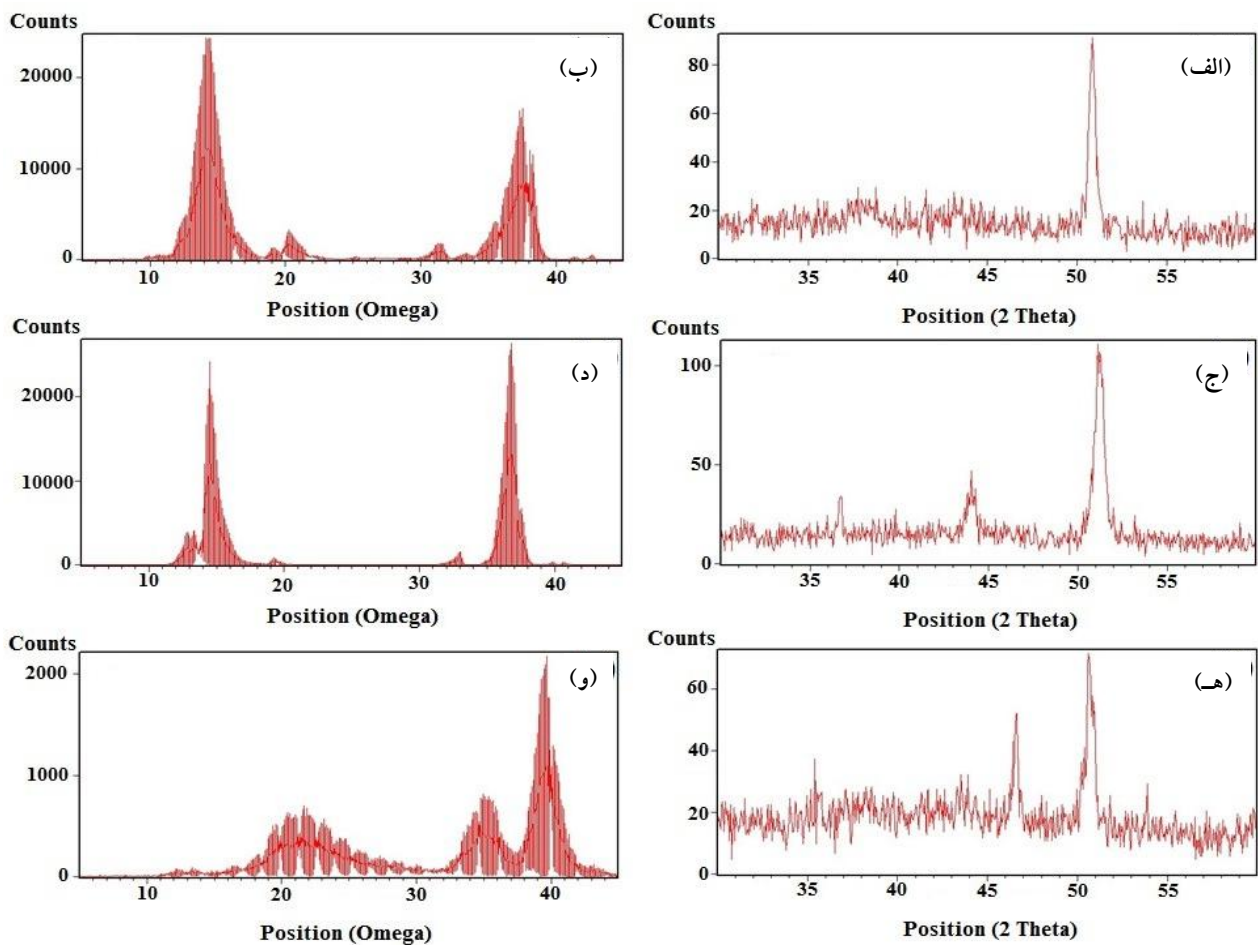 Counts
(الف)
80
60
40
20
0
35 40 45 50 55
Position (2 Theta)
Counts
(ب)
20000
10000
0
10 20 30 40
Position (Omega)
Counts
(ج)
100
50
0
35 40 45 50 55
Position (2 Theta)
Counts
(د)
20000
10000
0
10 20 30 40
Position (Omega)
Counts
(هـ)
60
40
20
0
35 40 45 50 55
Position (2 Theta)
Counts
(و)
2000
1000
0
10 20 30 40
Position (Omega)